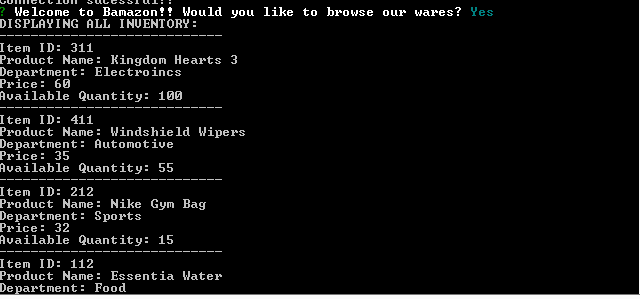 Connection sucessful!!
? Welcome to Bamazon!! Would you like to browse our wares? Yes
DISPLAYING ALL INVENTORY:
-----------------------------
Item ID: 311
Product Name: Kingdom Hearts 3
Department: Electroincs
Price: 60
Available Quantity: 100
-----------------------------
Item ID: 411
Product Name: Windshield Wipers
Department: Automotive
Price: 35
Available Quantity: 55
-----------------------------
Item ID: 212
Product Name: Nike Gym Bag
Department: Sports
Price: 32
Available Quantity: 15
-----------------------------
Item ID: 112
Product Name: Essentia Water
Department: Food